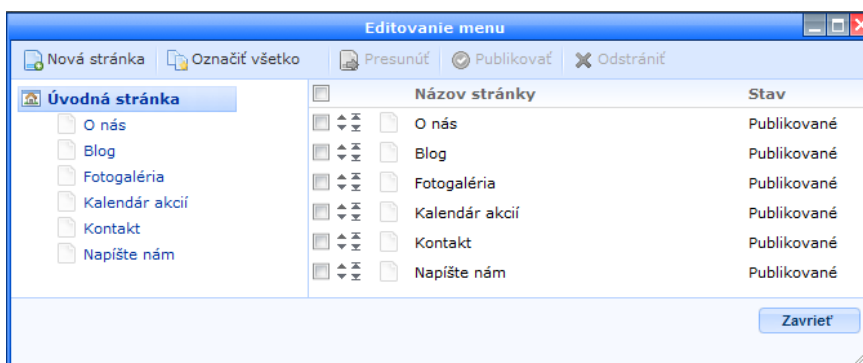 Editovanie menu
Nová stránka Označiť všetko Presunúť Publikovať Odstrániť
Úvodná stránka
O nás
Blog
Fotogaléria
Kalendár akcií
Kontakt
Napíšte nám
Názov stránky Stav
O nás Publikované
Blog Publikované
Fotogaléria Publikované
Kalendár akcií Publikované
Kontakt Publikované
Napíšte nám Publikované
Zavrieť